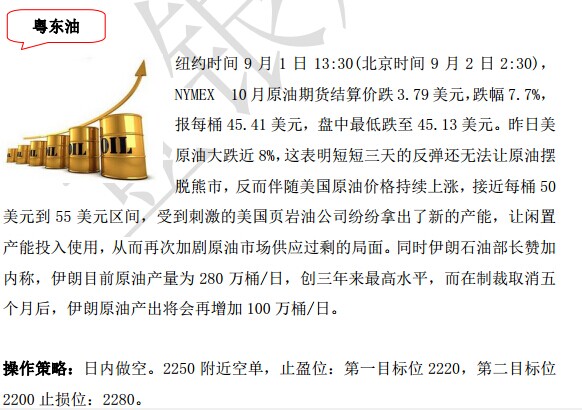 粤东油
纽约时间 9 月 1 日 13:30(北京时间 9 月 2 日 2:30)，
NYMEX 10 月原油期货结算价跌 3.79 美元，跌幅 7.7%，
报每桶 45.41 美元，盘中最低跌至 45.13 美元。昨日美
原油大跌近 8%，这表明短短三天的反弹还无法让原油摆
脱熊市，反而伴随美国原油价格持续上涨，接近每桶 50
美元到 55 美元区间，受到刺激的美国页岩油公司纷纷拿出了新的产能，让闲置
产能投入使用，从而再次加剧原油市场供应过剩的局面。同时伊朗石油部长赞加
内称，伊朗目前原油产量为 280 万桶/日，创三年来最高水平，而在制裁取消五
个月后，伊朗原油产出将会再增加 100 万桶/日。
操作策略：日内做空。2250 附近空单，止盈位：第一目标位 2220，第二目标位
2200 止损位：2280。
OIL
OIL
OIL